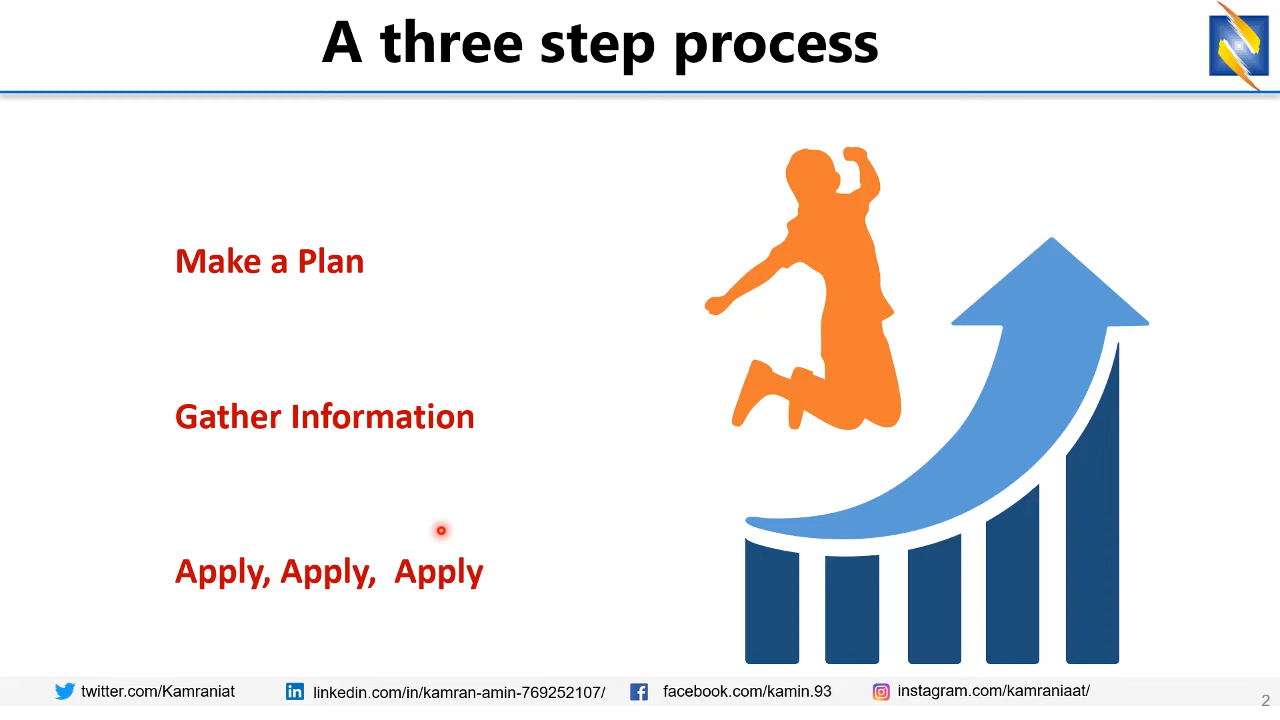 A three step process
Make a Plan
Gather Information
Apply, Apply,  Apply
twitter.com/Kamraniat
linkedin.com/in/kamran-amin-769252107/
facebook.com/kamin.93
instagram.com/kamraniaat/
2